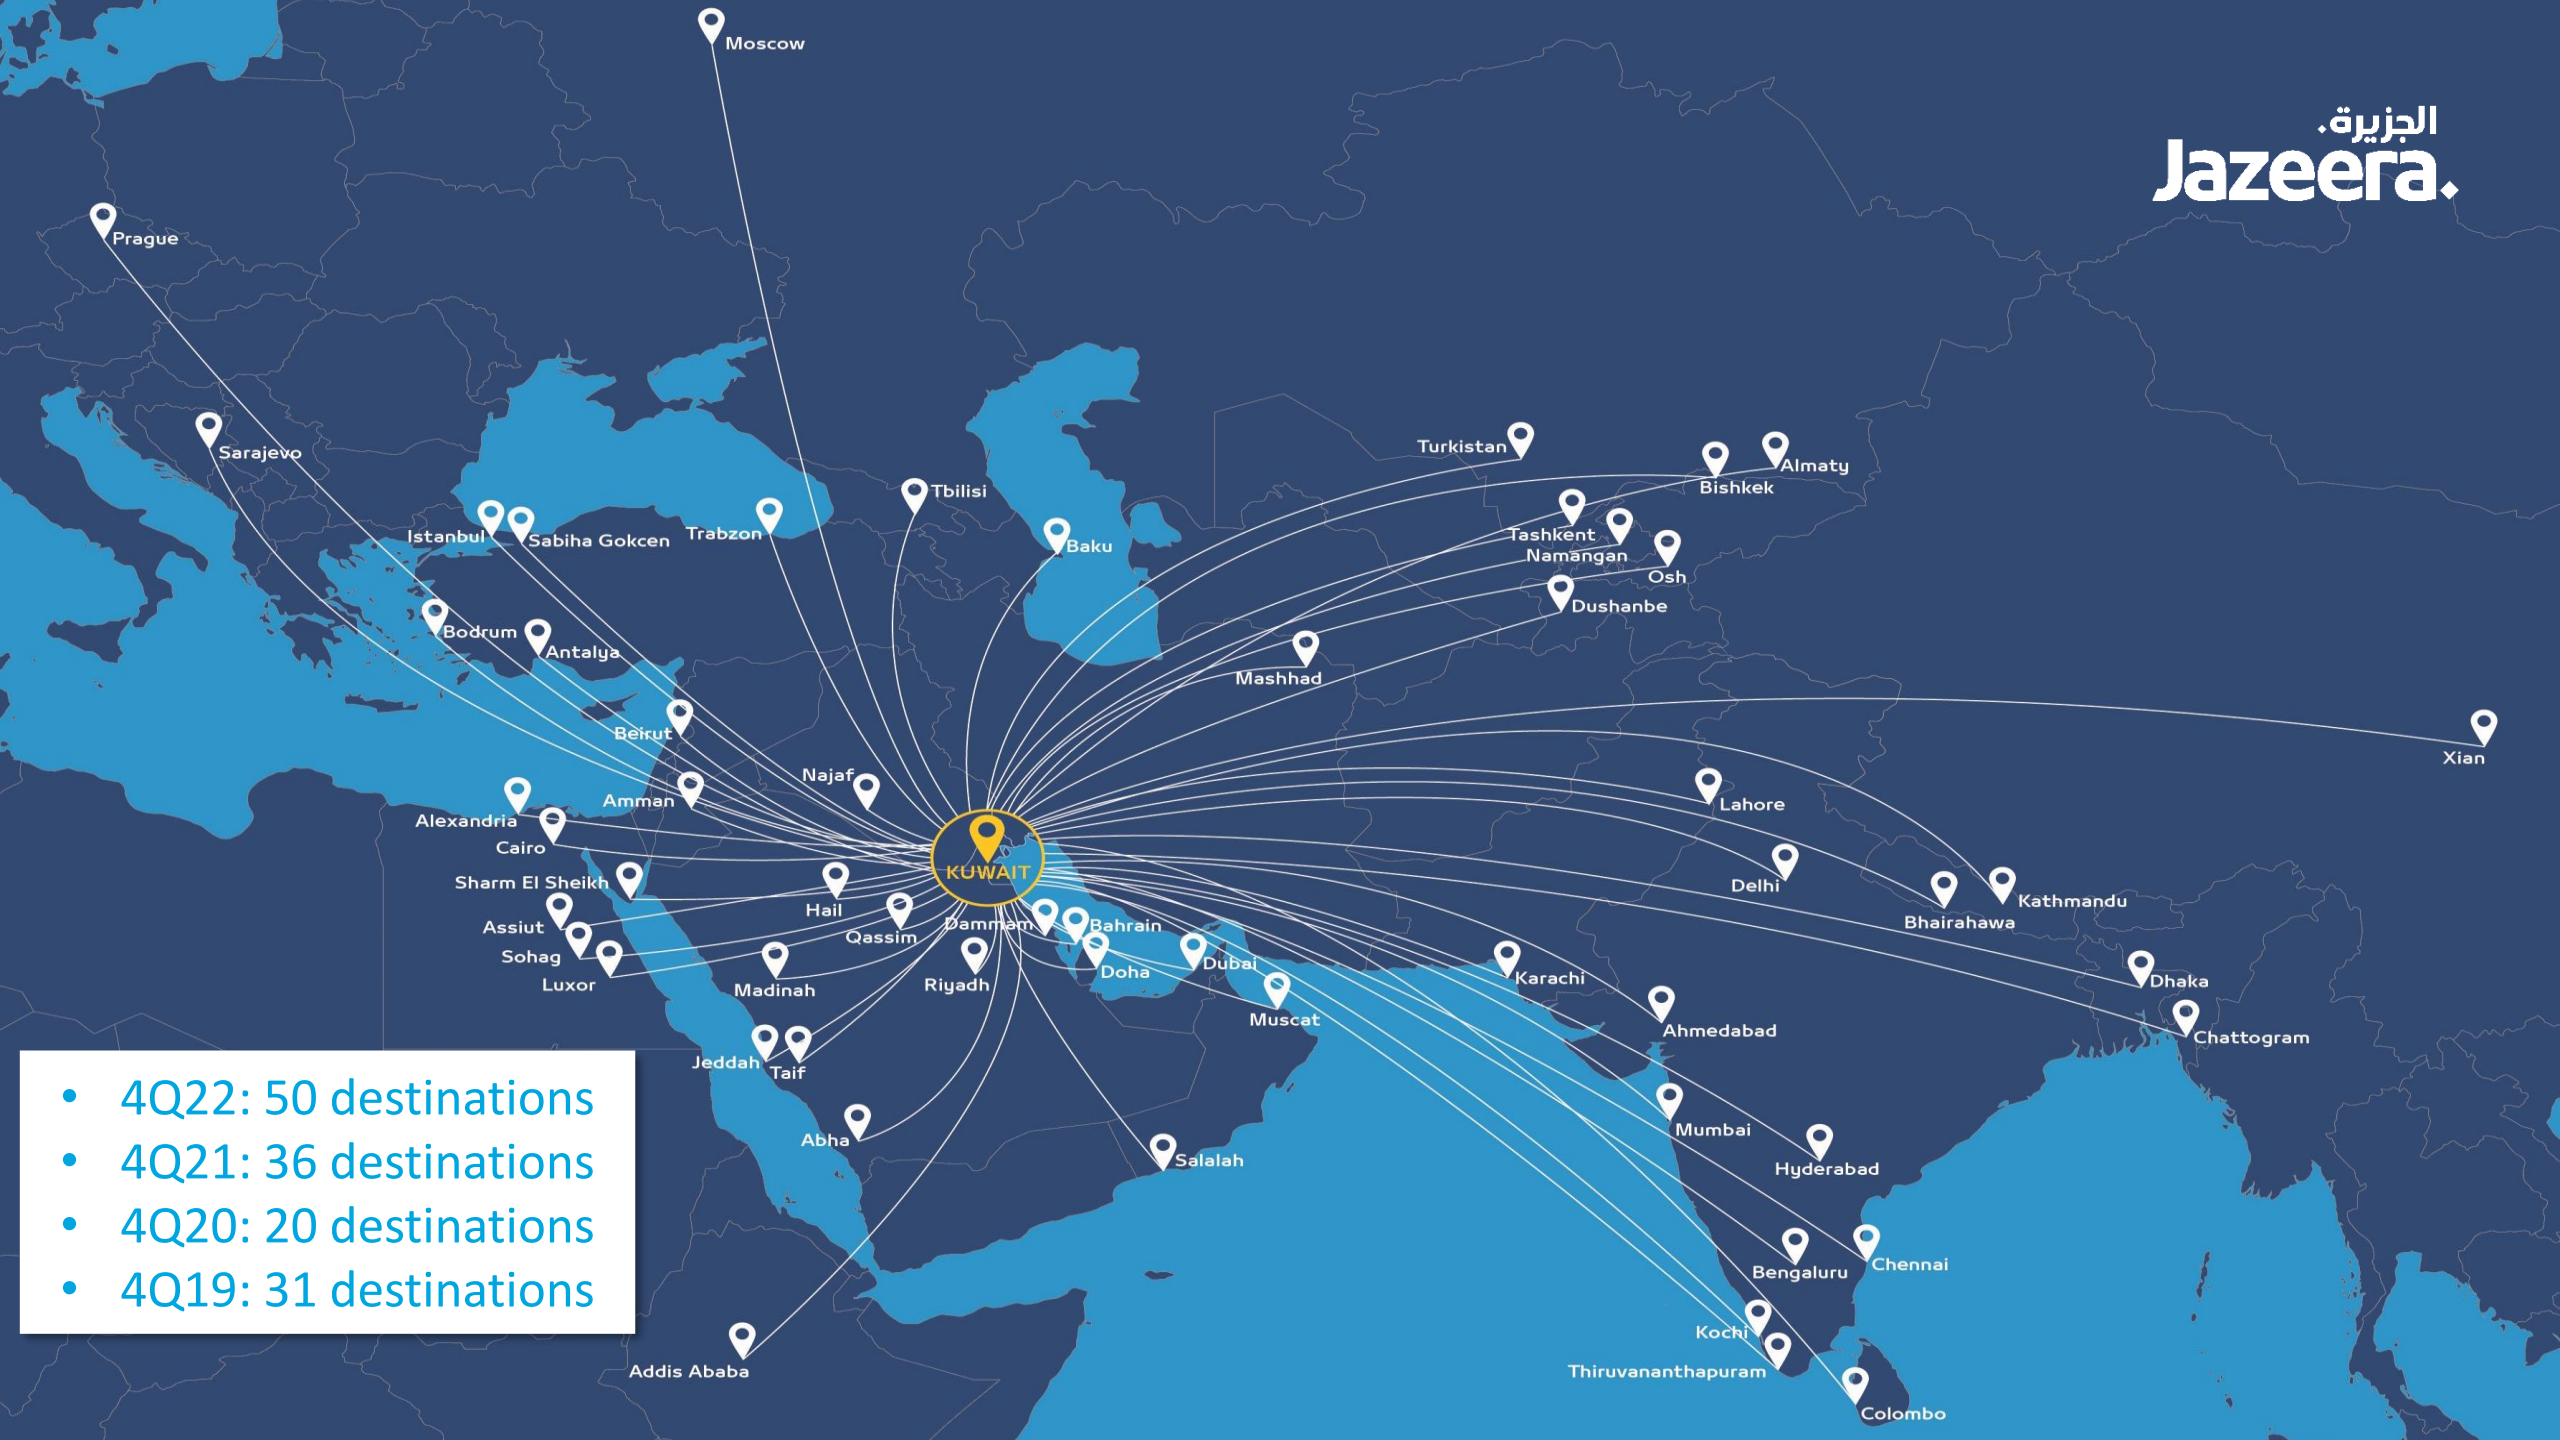 Moscow
الجزيرة.
Jazeera.
Prague
Sarajevo
Turkistan
Almaty
Bishkek
Tbilisi
Istanbul
Sabiha Gokcen
Trabzon
Baku
Tashkent
Namangan
Osh
Dushanbe
Bodrum
Antalya
Mashhad
Beirut
Xian
Najaf
Amman
Lahore
Alexandria
Cairo
KUWAIT
Sharm El Sheikh
Delhi
Kathmandu
Hail
Bhairahawa
Assiut
Qassim
Dammam
Bahrain
Sohag
Dubai
Doha
Karachi
Dhaka
Luxor
Madinah
Riyadh
Muscat
Ahmedabad
Chattogram
Jeddah
Taif
• 4Q22: 50 destinations
• 4Q21: 36 destinations
• 4Q20: 20 destinations
• 4Q19: 31 destinations
Abha
Mumbai
Salalah
Hyderabad
Bengaluru
Chennai
Kochi
Addis Ababa
Thiruvananthapuram
Colombo